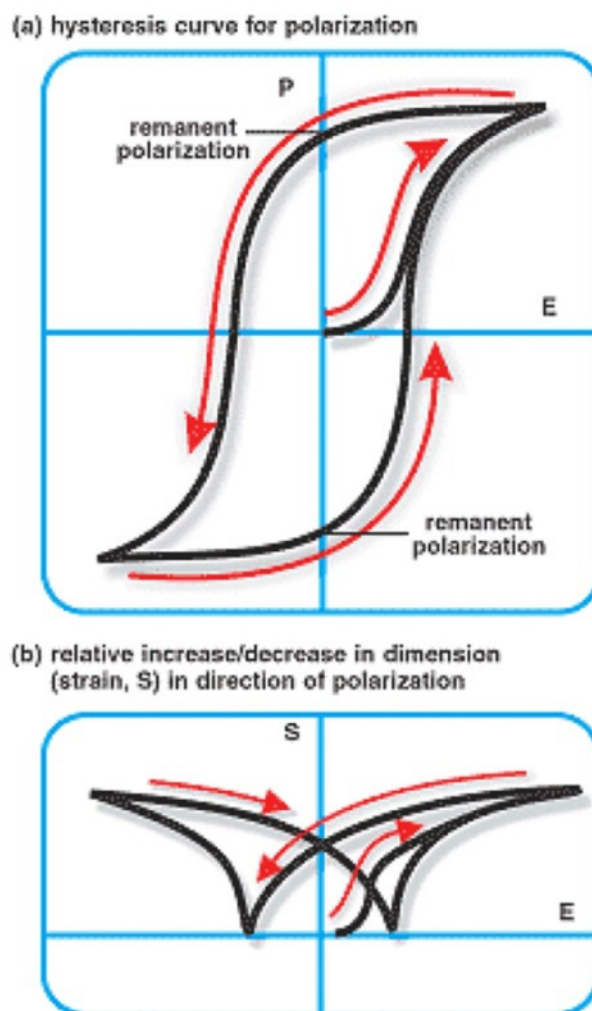 (a) hysteresis curve for polarization
P
remanent
polarization
E
remanent
polarization
(b) relative increase/decrease in dimension
(strain, S) in direction of polarization
S
E